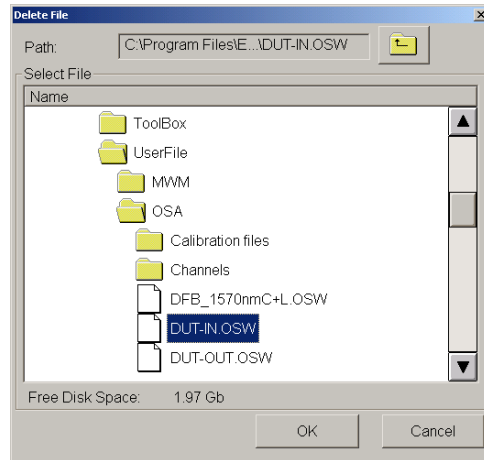 Delete File
Path: C:\Program Files\E...\DUT-IN.OSW
Select File
Name
ToolBox
UserFile
MWM
OSA
Calibration files
Channels
DFB_1570nmC+L.OSW
DUT-IN.OSW
DUT-OUT.OSW
Free Disk Space: 1.97 Gb
OK Cancel